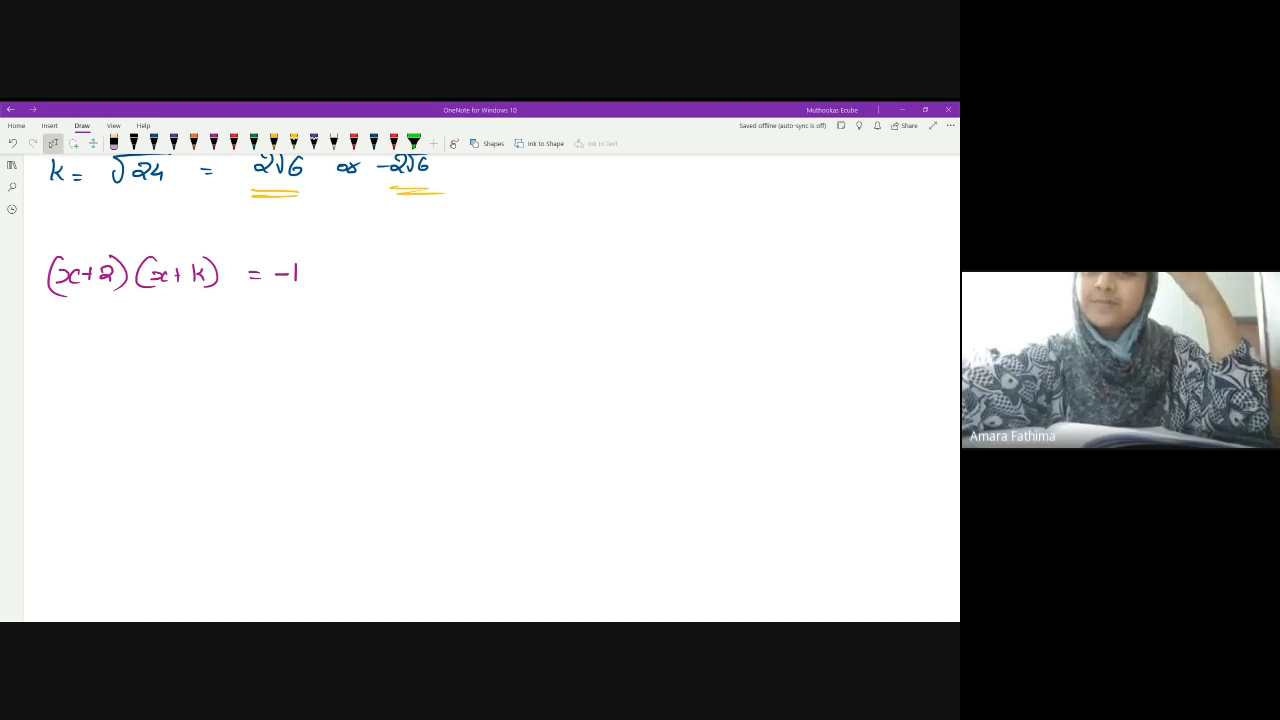 OneNote for Windows 10
Muthookas Ecube
Home Insert Draw View Help
Saved offline (auto-sync is off)
Share
Shapes
Ink to Shape
Ink to Text
k = √24 = 2√6 or -2√6
(x+2)(x+k) = -1
Amara Fathima